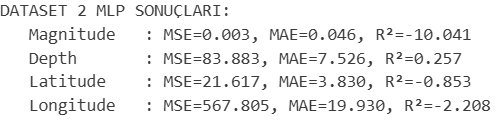 DATASET 2 MLP SONUÇLARI:
Magnitude : MSE=0.003, MAE=0.046, R²=-10.041
Depth : MSE=83.883, MAE=7.526, R²=0.257
Latitude : MSE=21.617, MAE=3.830, R²=-0.853
Longitude : MSE=567.805, MAE=19.930, R²=-2.208